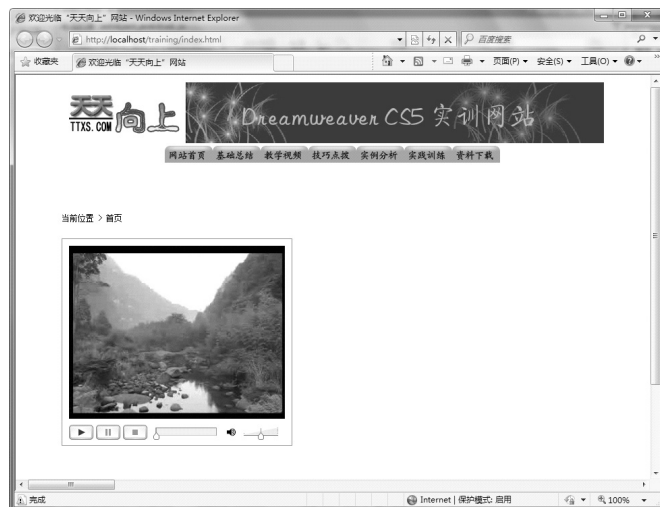 欢迎光临 "天天向上" 网站 - Windows Internet Explorer
http://localhost/training/index.html
百度搜索
收藏夹
欢迎光临 "天天向上" 网站
页面(P)
安全(S)
工具(O)
天天向上
TTXS.COM
Dreamweaver CS5 实训网站
网站首页 基础总结 教学视频 技巧点拨 实例分析 实践训练 资料下载
当前位置 > 首页
完成
Internet | 保护模式: 启用
100%